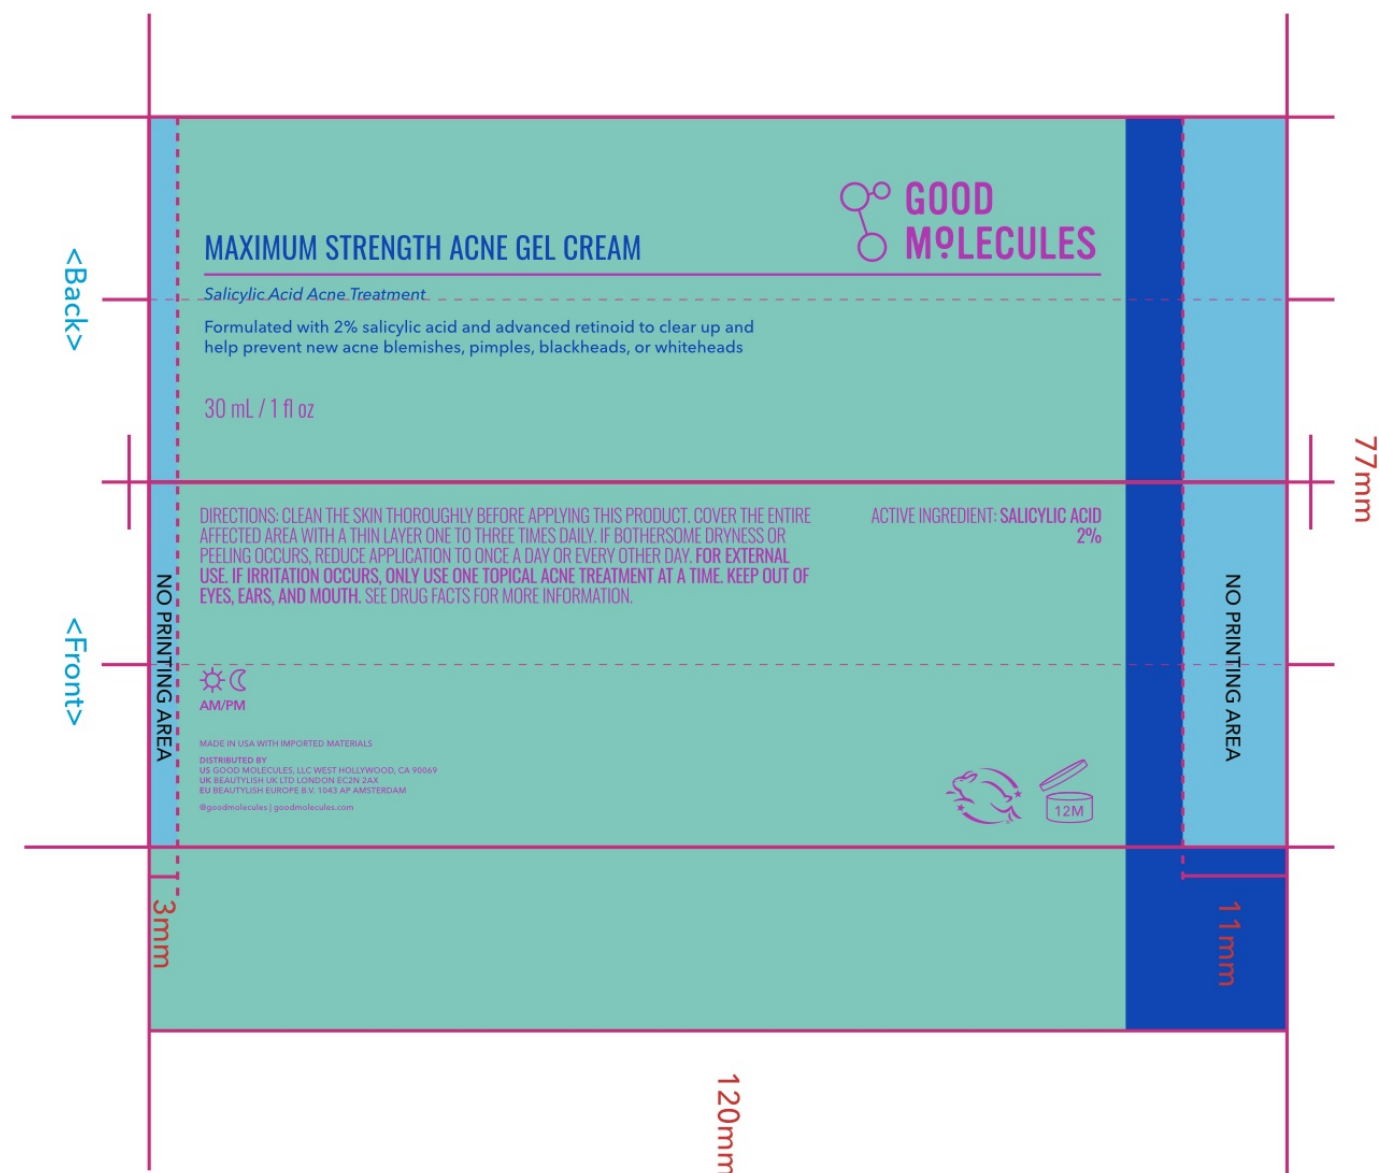 GOOD
MOLECULES
MAXIMUM STRENGTH ACNE GEL CREAM
Salicylic Acid Acne Treatment
Formulated with 2% salicylic acid and advanced retinoid to clear up and
help prevent new acne blemishes, pimples, blackheads, or whiteheads
30 mL / 1 fl oz
<Back>
77mm
DIRECTIONS: CLEAN THE SKIN THOROUGHLY BEFORE APPLYING THIS PRODUCT. COVER THE ENTIRE
AFFECTED AREA WITH A THIN LAYER ONE TO THREE TIMES DAILY. IF BOTHERSOME DRYNESS OR
PEELING OCCURS, REDUCE APPLICATION TO ONCE A DAY OR EVERY OTHER DAY. FOR EXTERNAL
USE. IF IRRITATION OCCURS, ONLY USE ONE TOPICAL ACNE TREATMENT AT A TIME. KEEP OUT OF
EYES, EARS, AND MOUTH. SEE DRUG FACTS FOR MORE INFORMATION.
ACTIVE INGREDIENT: SALICYLIC ACID
2%
NO PRINTING AREA
NO PRINTING AREA
<Front>
AM/PM
MADE IN USA WITH IMPORTED MATERIALS
DISTRIBUTED BY
US GOOD MOLECULES, LLC WEST HOLLYWOOD, CA 90069
UK BEAUTYLISH UK LTD LONDON EC2N 2AX
EU BEAUTYLISH EUROPE B.V. 1043 AP AMSTERDAM
@goodmolecules | goodmolecules.com
12M
3mm
11mm
120mm